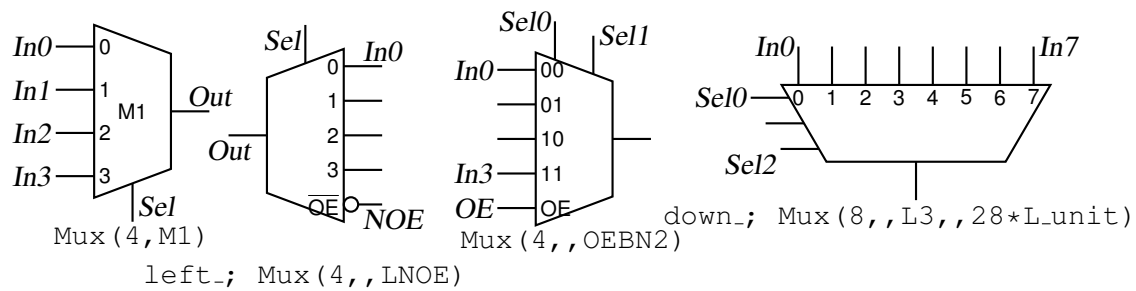 In0
0
In1
1
M1
Out
In2
2
In3
3
Sel
Mux(4,M1)
Sel
0
In0
1
2
3
Out
OE
NOE
left_; Mux(4,,LNOE)
Sel0
Sel1
In0
00
01
10
In3
11
OE
OE
Mux(4,,OEBN2)
In0
In7
Sel0
0 1 2 3 4 5 6 7
Sel2
down_; Mux(8,,L3,,28*L_unit)